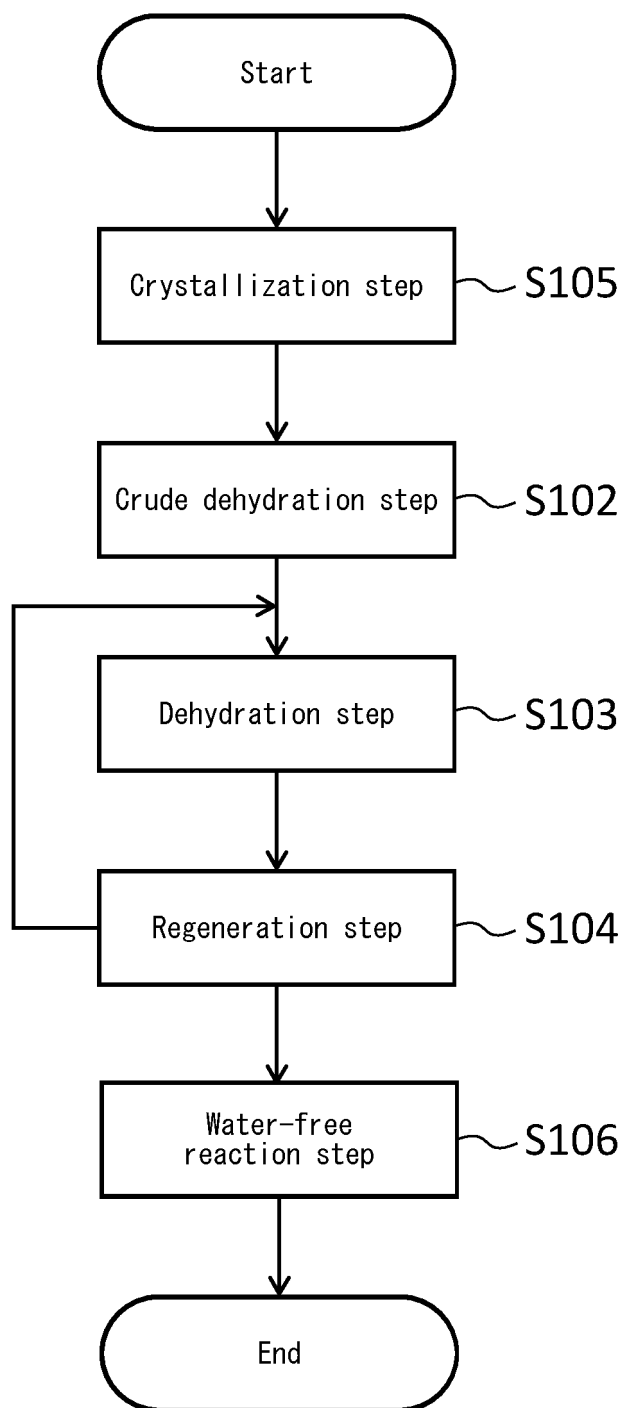 Start
Crystallization step
S105
Crude dehydration step
S102
Dehydration step
S103
Regeneration step
S104
Water-free
reaction step
S106
End